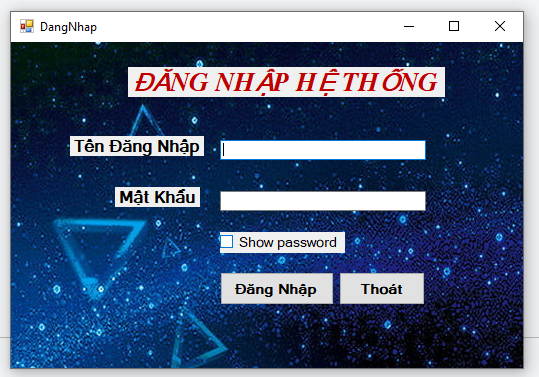 DangNhap
ĐĂNG NHẬP HỆ THỐNG
Tên Đăng Nhập
Mật Khẩu
Show password
Đăng Nhập
Thoát